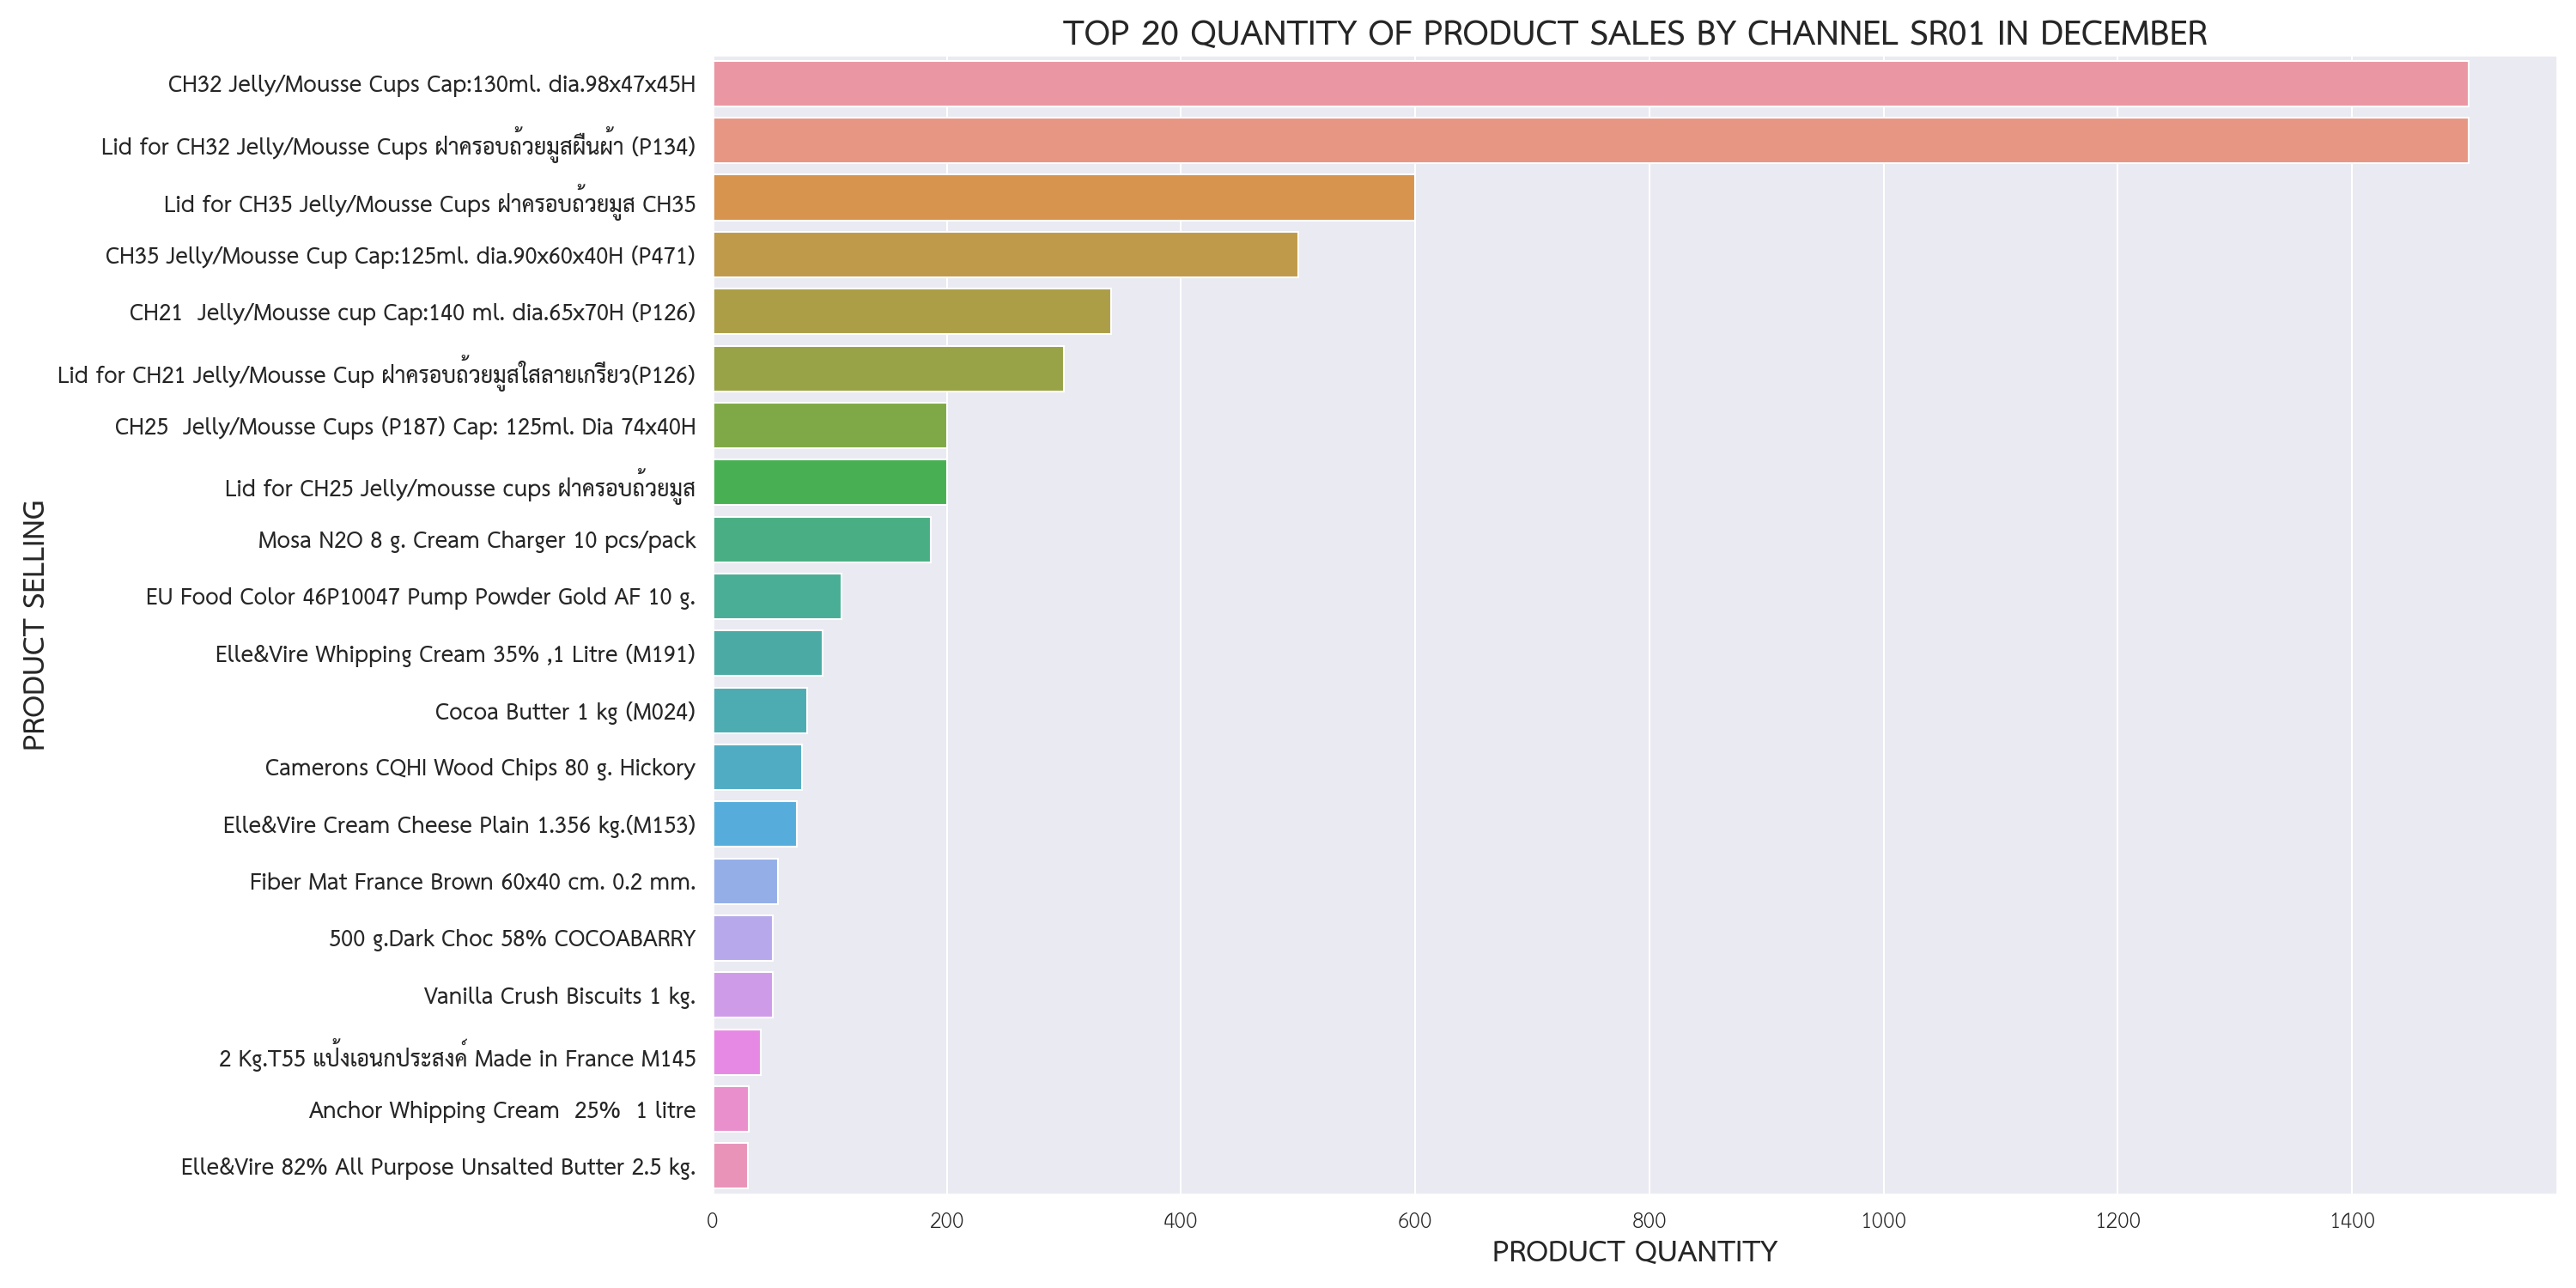 TOP 20 QUANTITY OF PRODUCT SALES BY CHANNEL SR01 IN DECEMBER
PRODUCT SELLING
CH32 Jelly/Mousse Cups Cap:130ml. dia.98x47x45H
Lid for CH32 Jelly/Mousse Cups ฝาครอบถ้วยมูสผืนผ้า (P134)
Lid for CH35 Jelly/Mousse Cups ฝาครอบถ้วยมูส CH35
CH35 Jelly/Mousse Cup Cap:125ml. dia.90x60x40H (P471)
CH21  Jelly/Mousse cup Cap:140 ml. dia.65x70H (P126)
Lid for CH21 Jelly/Mousse Cup ฝาครอบถ้วยมูสใสลายเกรียว(P126)
CH25  Jelly/Mousse Cups (P187) Cap: 125ml. Dia 74x40H
Lid for CH25 Jelly/mousse cups ฝาครอบถ้วยมูส
Mosa N2O 8 g. Cream Charger 10 pcs/pack
EU Food Color 46P10047 Pump Powder Gold AF 10 g.
Elle&Vire Whipping Cream 35% ,1 Litre (M191)
Cocoa Butter 1 kg (M024)
Camerons CQHI Wood Chips 80 g. Hickory
Elle&Vire Cream Cheese Plain 1.356 kg.(M153)
Fiber Mat France Brown 60x40 cm. 0.2 mm.
500 g.Dark Choc 58% COCOABARRY
Vanilla Crush Biscuits 1 kg.
2 Kg.T55 แป้งเอนกประสงค์ Made in France M145
Anchor Whipping Cream  25%  1 litre
Elle&Vire 82% All Purpose Unsalted Butter 2.5 kg.
0 200 400 600 800 1000 1200 1400
PRODUCT QUANTITY